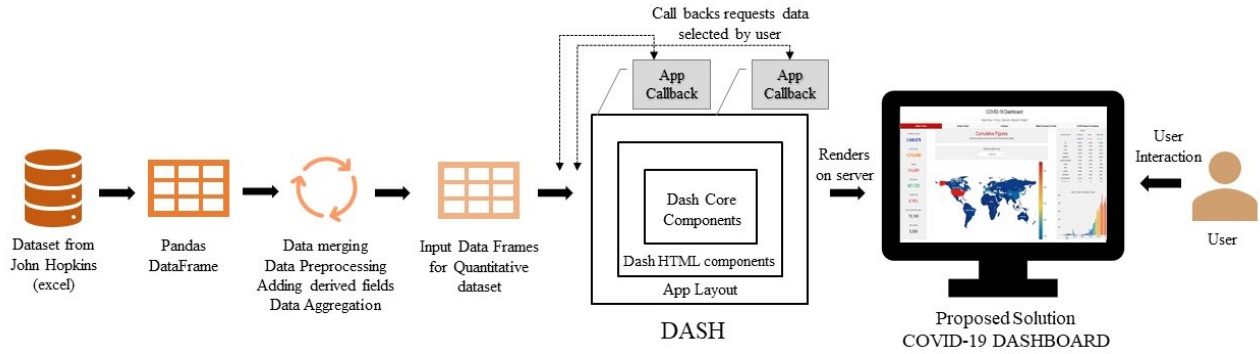 Call backs requests data
selected by user
App
Callback
App
Callback
Dataset from
John Hopkins
(excel)
Pandas
DataFrame
Data merging
Data Preprocessing
Adding derived fields
Data Aggregation
Input Data Frames
for Quantitative
dataset
Dash Core
Components
Dash HTML components
App Layout
DASH
Renders
on server
COVID-19 Dashboard
Cumulative Figures
Proposed Solution
COVID-19 DASHBOARD
User
Interaction
User